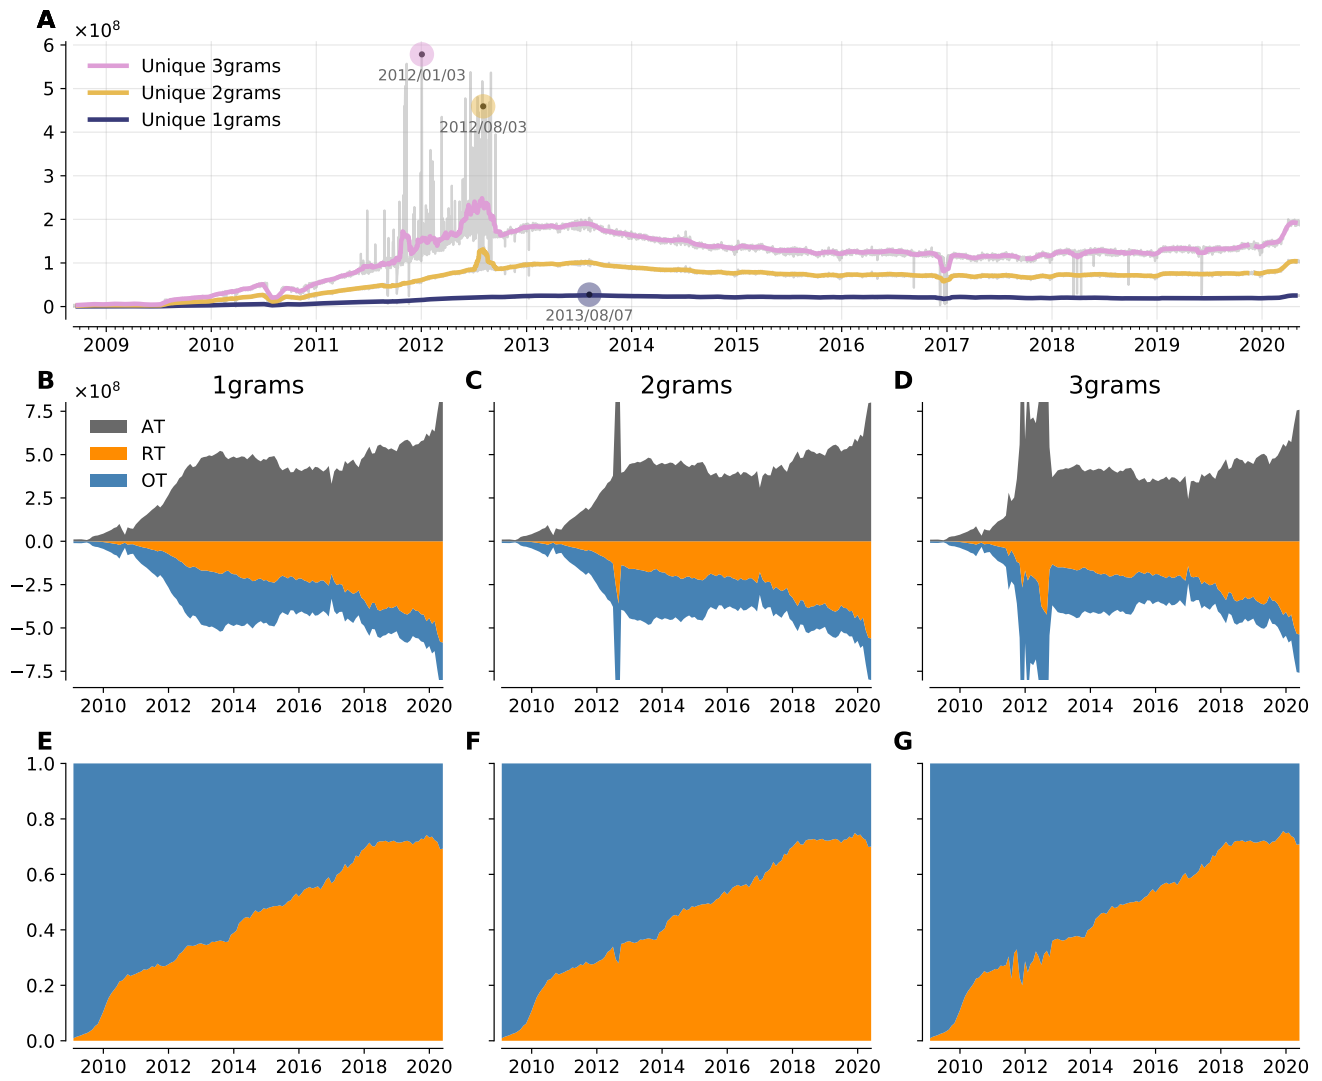 A
×10⁸
6
5
4
3
2
1
0
Unique 3grams
Unique 2grams
Unique 1grams
2012/01/03
2012/08/03
2013/08/07
2009 2010 2011 2012 2013 2014 2015 2016 2017 2018 2019 2020
B
×10⁸
1grams
C
2grams
D
3grams
7.5
5.0
2.5
0.0
−2.5
−5.0
−7.5
AT
RT
OT
2010 2012 2014 2016 2018 2020
2010 2012 2014 2016 2018 2020
2010 2012 2014 2016 2018 2020
E
F
G
1.0
0.8
0.6
0.4
0.2
0.0
2010 2012 2014 2016 2018 2020
2010 2012 2014 2016 2018 2020
2010 2012 2014 2016 2018 2020